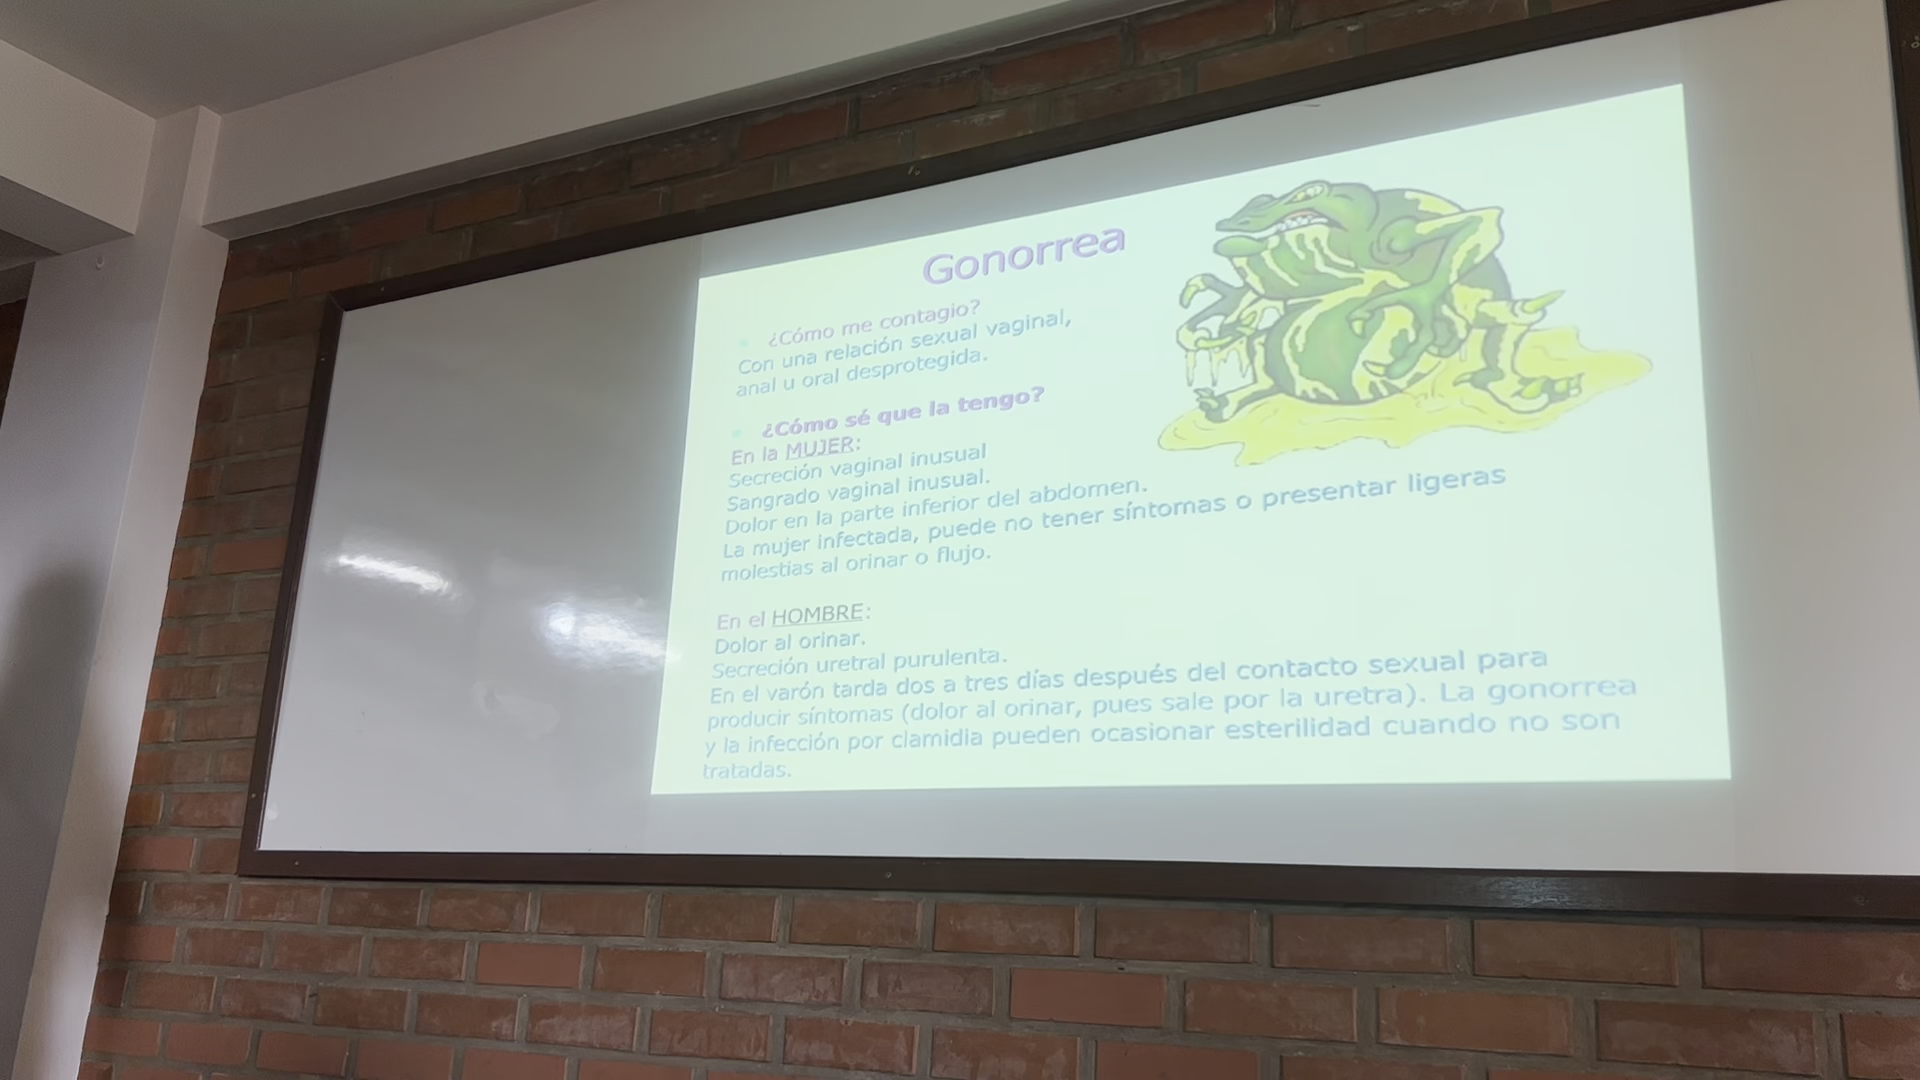 Gonorrea
¿Cómo me contagio?
Con una relación sexual vaginal,
anal u oral desprotegida.
¿Cómo sé que la tengo?
En la MUJER:
Secreción vaginal inusual
Sangrado vaginal inusual.
Dolor en la parte inferior del abdomen.
La mujer infectada, puede no tener síntomas o presentar ligeras
molestias al orinar o flujo.
En el HOMBRE:
Dolor al orinar.
Secreción uretral purulenta.
En el varón tarda dos a tres días después del contacto sexual para
producir síntomas (dolor al orinar, pues sale por la uretra). La gonorrea
y la infección por clamidia pueden ocasionar esterilidad cuando no son
tratadas.